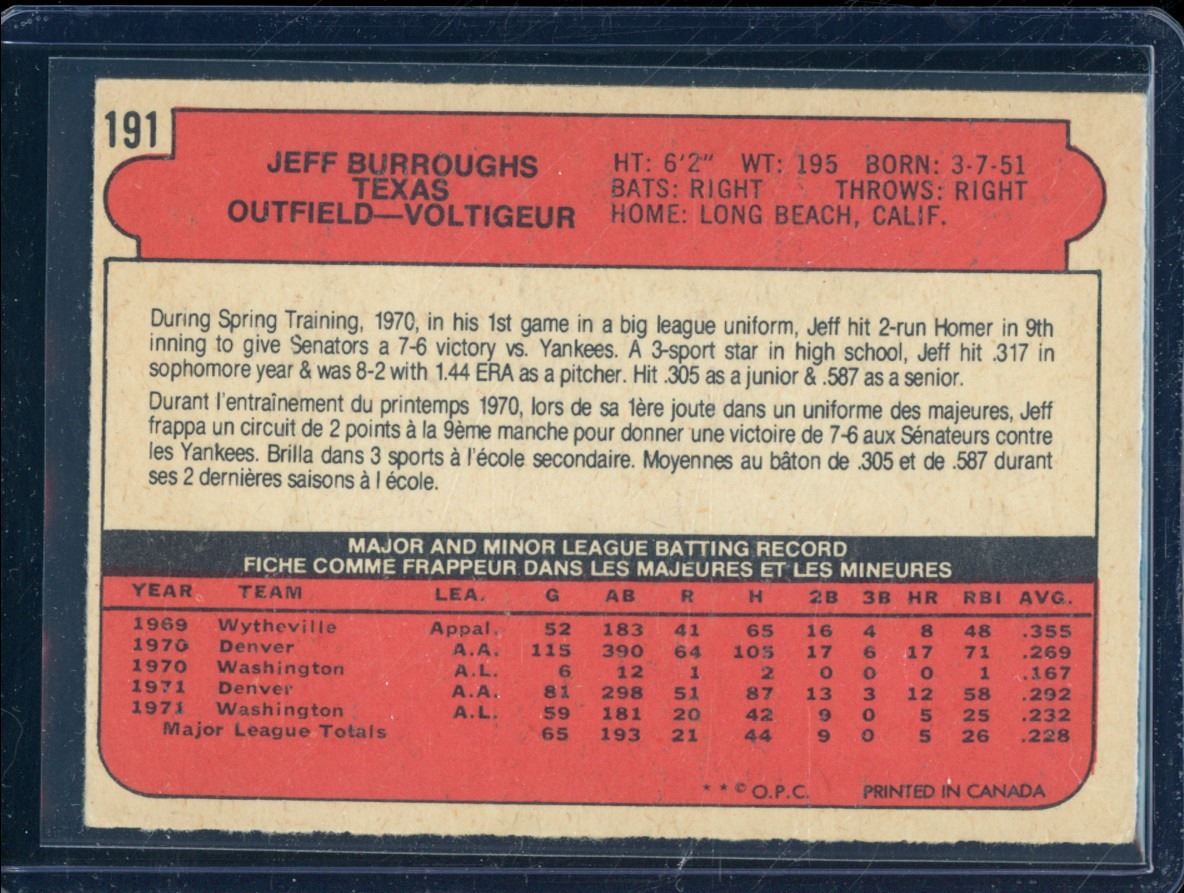 191
JEFF BURROUGHS
TEXAS
OUTFIELD—VOLTIGEUR
HT: 6'2" WT: 195 BORN: 3-7-51
BATS: RIGHT THROWS: RIGHT
HOME: LONG BEACH, CALIF.
During Spring Training, 1970, in his 1st game in a big league uniform, Jeff hit 2-run Homer in 9th
inning to give Senators a 7-6 victory vs. Yankees. A 3-sport star in high school, Jeff hit .317 in
sophomore year & was 8-2 with 1.44 ERA as a pitcher. Hit .305 as a junior & .587 as a senior.
Durant l'entraînement du printemps 1970, lors de sa 1ère joute dans un uniforme des majeures, Jeff
frappa un circuit de 2 points à la 9ème manche pour donner une victoire de 7-6 aux Sénateurs contre
les Yankees. Brilla dans 3 sports à l'école secondaire. Moyennes au bâton de .305 et de .587 durant
ses 2 dernières saisons à l école.
MAJOR AND MINOR LEAGUE BATTING RECORD
FICHE COMME FRAPPEUR DANS LES MAJEURES ET LES MINEURES
YEAR TEAM LEA. G AB R H 2B 3B HR RBI AVG.
1969 Wytheville Appal. 52 183 41 65 16 4 8 48 .355
1970 Denver A.A. 115 390 64 105 17 6 17 71 .269
1970 Washington A.L. 6 12 1 2 0 0 0 1 .167
1971 Denver A.A. 81 298 51 87 13 3 12 58 .292
1971 Washington A.L. 59 181 20 42 9 0 5 25 .232
Major League Totals 65 193 21 44 9 0 5 26 .228
* * © O.P.C. PRINTED IN CANADA